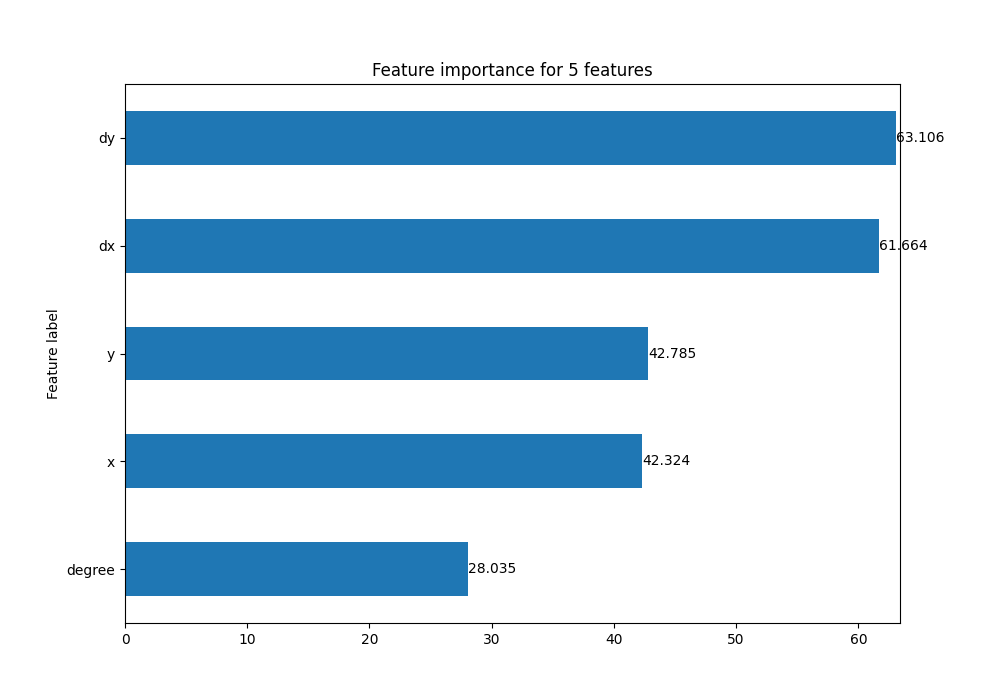 Feature importance for 5 features
dy
63.106
dx
61.664
y
42.785
x
42.324
degree
28.035
Feature label
0 10 20 30 40 50 60